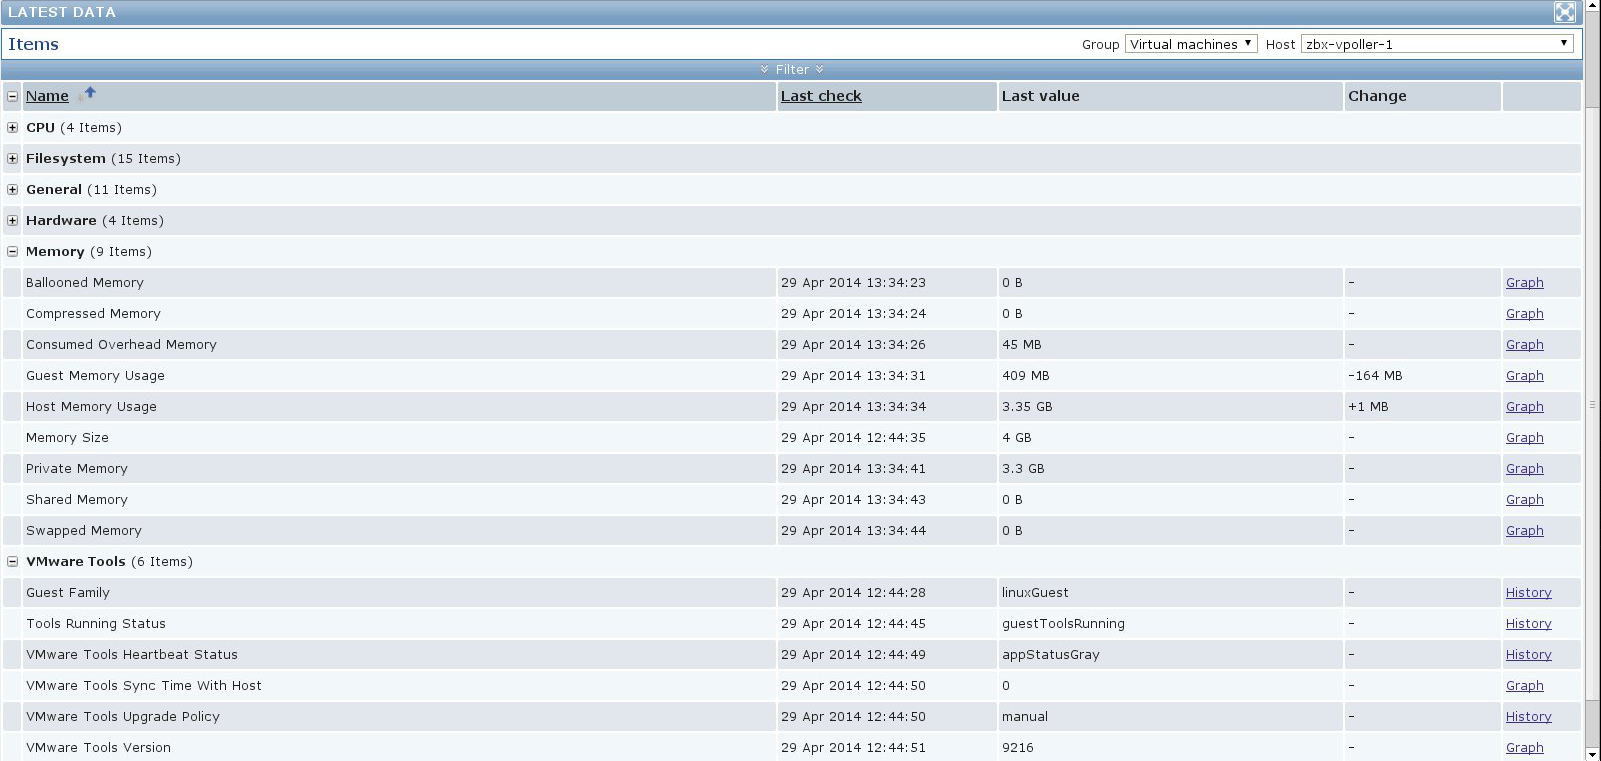 LATEST DATA
Items Group Virtual machines Host zbx-vpoller-1
Filter
Name Last check Last value Change
CPU (4 Items)
Filesystem (15 Items)
General (11 Items)
Hardware (4 Items)
Memory (9 Items)
Ballooned Memory 29 Apr 2014 13:34:23 0 B - Graph
Compressed Memory 29 Apr 2014 13:34:24 0 B - Graph
Consumed Overhead Memory 29 Apr 2014 13:34:26 45 MB - Graph
Guest Memory Usage 29 Apr 2014 13:34:31 409 MB -164 MB Graph
Host Memory Usage 29 Apr 2014 13:34:34 3.35 GB +1 MB Graph
Memory Size 29 Apr 2014 12:44:35 4 GB - Graph
Private Memory 29 Apr 2014 13:34:41 3.3 GB - Graph
Shared Memory 29 Apr 2014 13:34:43 0 B - Graph
Swapped Memory 29 Apr 2014 13:34:44 0 B - Graph
VMware Tools (6 Items)
Guest Family 29 Apr 2014 12:44:28 linuxGuest - History
Tools Running Status 29 Apr 2014 12:44:45 guestToolsRunning - History
VMware Tools Heartbeat Status 29 Apr 2014 12:44:49 appStatusGray - History
VMware Tools Sync Time With Host 29 Apr 2014 12:44:50 0 - Graph
VMware Tools Upgrade Policy 29 Apr 2014 12:44:50 manual - History
VMware Tools Version 29 Apr 2014 12:44:51 9216 - Graph